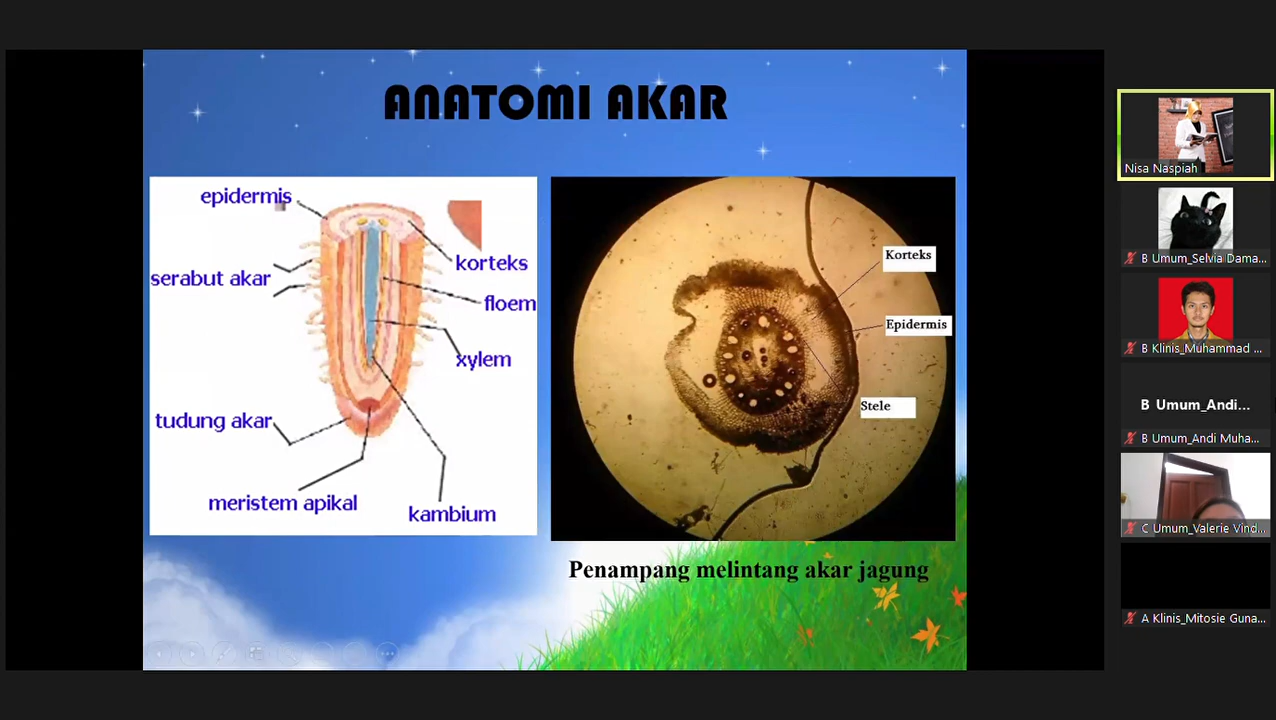 ANATOMI AKAR
epidermis
serabut akar
korteks
floem
xylem
tudung akar
meristem apikal
kambium
Korteks
Epidermis
Stele
Penampang melintang akar jagung
Nisa Naspiah
B Umum_Selvia Dama...
B Klinis_Muhammad ...
B Umum_Andi...
B Umum_Andi Muha...
C Umum_Valerie Vind...
A Klinis_Mitosie Guna...